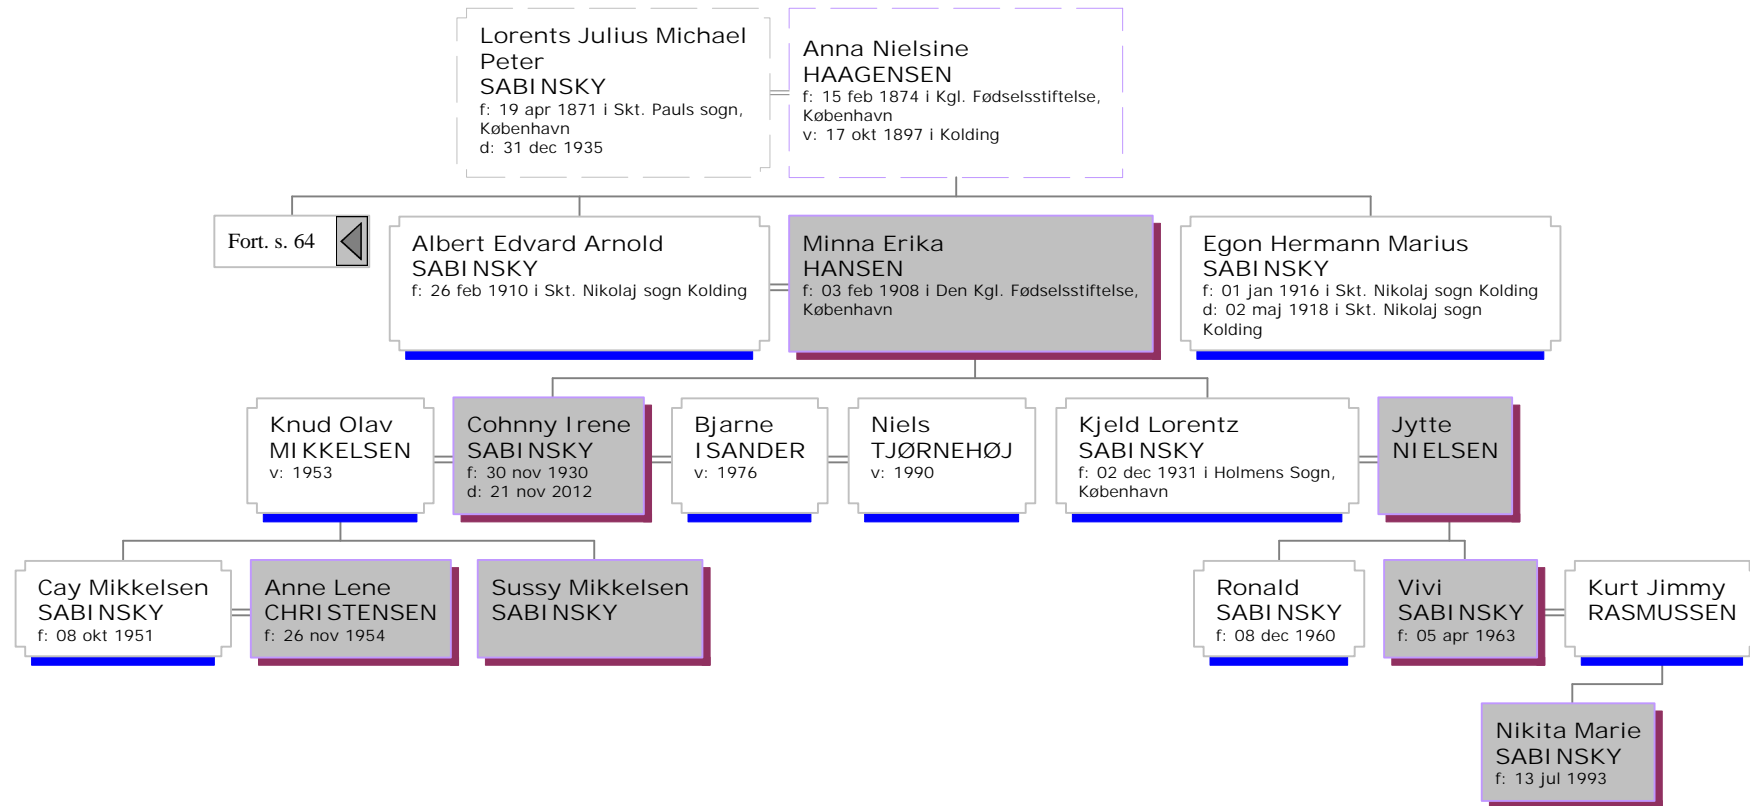 Lorents Julius Michael
Peter
SABINSKY
f: 19 apr 1871 i Skt. Pauls sogn,
København
d: 31 dec 1935
Anna Nielsine
HAAGENSEN
f: 15 feb 1874 i Kgl. Fødselsstiftelse,
København
v: 17 okt 1897 i Kolding
Fort. s. 64
Albert Edvard Arnold
SABINSKY
f: 26 feb 1910 i Skt. Nikolaj sogn Kolding
Minna Erika
HANSEN
f: 03 feb 1908 i Den Kgl. Fødselsstiftelse,
København
Egon Hermann Marius
SABINSKY
f: 01 jan 1916 i Skt. Nikolaj sogn Kolding
d: 02 maj 1918 i Skt. Nikolaj sogn
Kolding
Knud Olav
MIKKELSEN
v: 1953
Cohnny Irene
SABINSKY
f: 30 nov 1930
d: 21 nov 2012
Bjarne
ISANDER
v: 1976
Niels
TJØRNEHØJ
v: 1990
Kjeld Lorentz
SABINSKY
f: 02 dec 1931 i Holmens Sogn,
København
Jytte
NIELSEN
Cay Mikkelsen
SABINSKY
f: 08 okt 1951
Anne Lene
CHRISTENSEN
f: 26 nov 1954
Sussy Mikkelsen
SABINSKY
Ronald
SABINSKY
f: 08 dec 1960
Vivi
SABINSKY
f: 05 apr 1963
Kurt Jimmy
RASMUSSEN
Nikita Marie
SABINSKY
f: 13 jul 1993